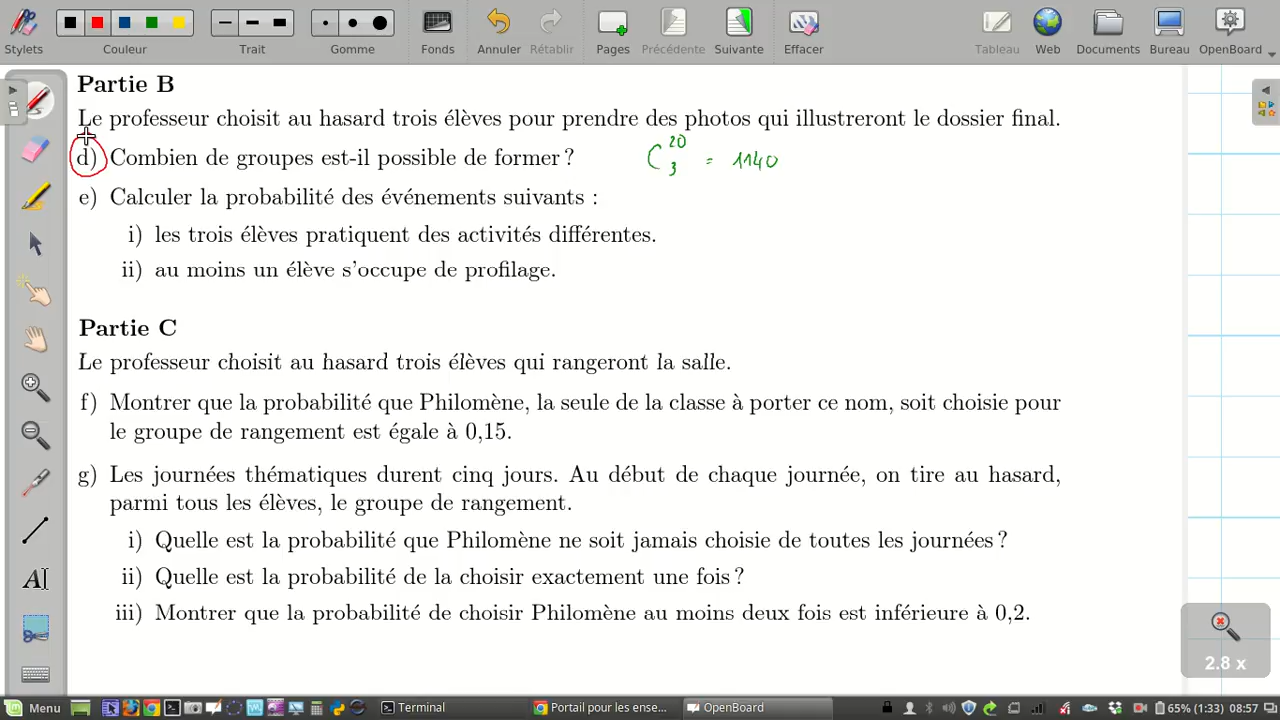 Stylets Couleur Trait Gomme Fonds Annuler Rétablir Pages Précédente Suivante Effacer Tableau Web Documents Bureau OpenBoard
Partie B
Le professeur choisit au hasard trois élèves pour prendre des photos qui illustreront le dossier final.
d) Combien de groupes est-il possible de former ? C 20 3 = 1140
e) Calculer la probabilité des événements suivants :
i) les trois élèves pratiquent des activités différentes.
ii) au moins un élève s'occupe de profilage.
Partie C
Le professeur choisit au hasard trois élèves qui rangeront la salle.
f) Montrer que la probabilité que Philomène, la seule de la classe à porter ce nom, soit choisie pour
le groupe de rangement est égale à 0,15.
g) Les journées thématiques durent cinq jours. Au début de chaque journée, on tire au hasard,
parmi tous les élèves, le groupe de rangement.
i) Quelle est la probabilité que Philomène ne soit jamais choisie de toutes les journées ?
ii) Quelle est la probabilité de la choisir exactement une fois ?
iii) Montrer que la probabilité de choisir Philomène au moins deux fois est inférieure à 0,2.
2.8 x
Menu Terminal Portail pour les ense... OpenBoard 65% (1:33) 08:57